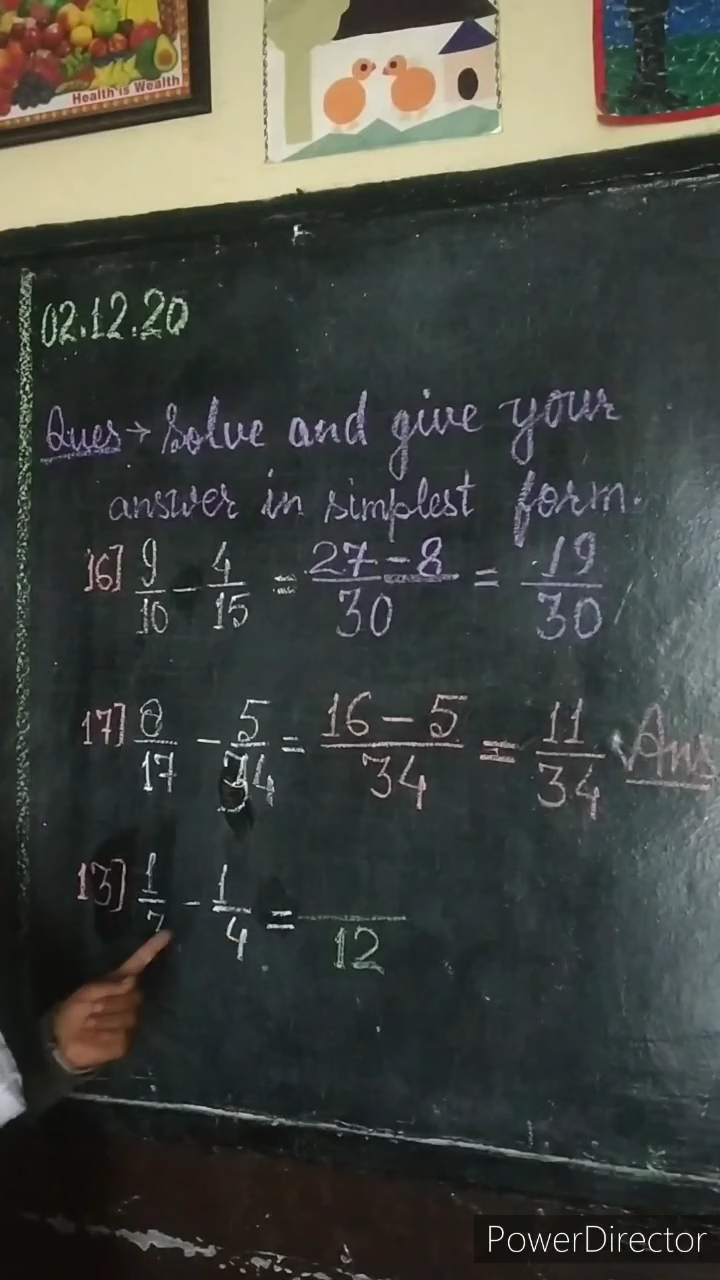 Health is Wealth
02.12.20
Ques → Solve and give your
answer in simplest form.
16] 9/10 - 4/15 = 27-8/30 = 19/30
17] 8/17 - 5/34 = 16-5/34 = 11/34 Ans
13] 1/ - 1/4 = /12
PowerDirector